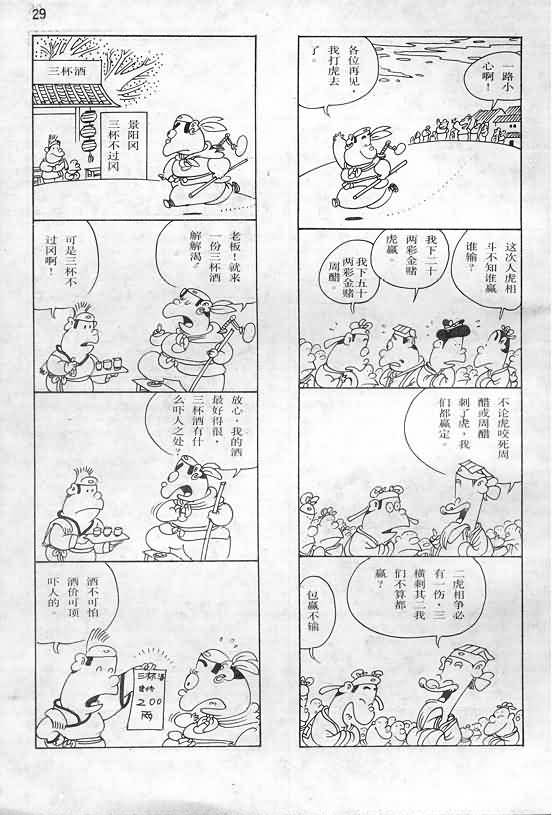 29
一路小
心啊！
各位再见，
我打虎去
了。
这次人虎相
斗不知谁赢
谁输？
我下二十
两彩金赌
虎赢
我下五十
两彩金赌
周醋。
不论虎咬死周
醋或周醋
刺了虎，我
们都赢定。
二虎相争必
有一伤，三
横刺其二我
们不算都
赢？
包赢不输
三杯酒
景阳冈
三杯不过冈
老板！就来
一份三杯酒
解解渴？
可是三杯不
过冈啊！
放心，我的酒
最好得很，
三杯酒有什
么吓人之处？
酒不可怕
酒价可顶
吓人的。
三杯酒
200
两